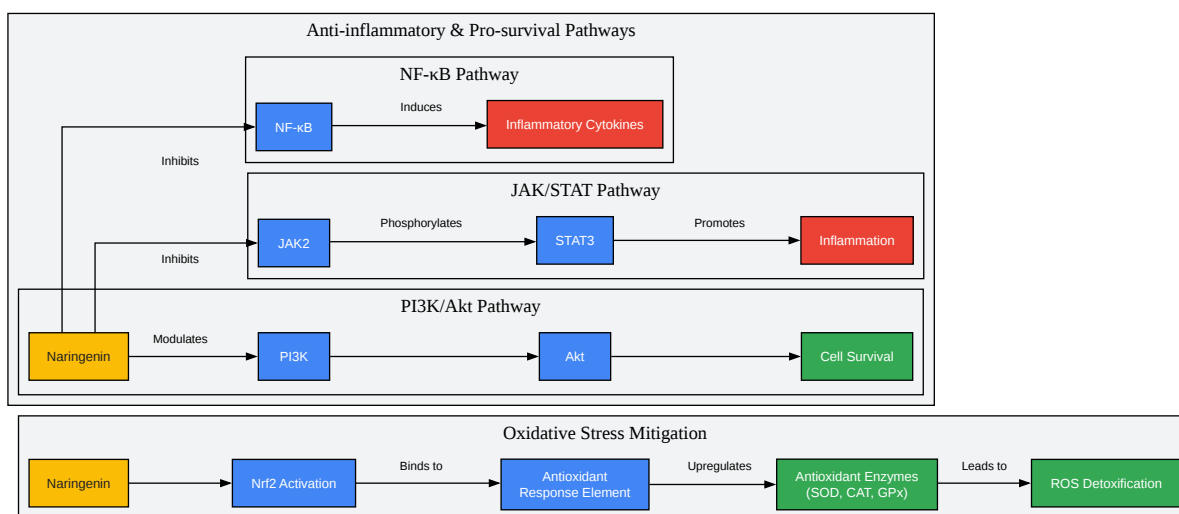 Anti-inflammatory & Pro-survival Pathways
NF-κB Pathway
NF-κB
Induces
Inflammatory Cytokines
Inhibits
JAK/STAT Pathway
JAK2
Phosphorylates
STAT3
Promotes
Inflammation
Inhibits
PI3K/Akt Pathway
Naringenin
Modulates
PI3K
Akt
Cell Survival
Oxidative Stress Mitigation
Naringenin
Nrf2 Activation
Binds to
Antioxidant
Response Element
Upregulates
Antioxidant Enzymes
(SOD, CAT, GPx)
Leads to
ROS Detoxification